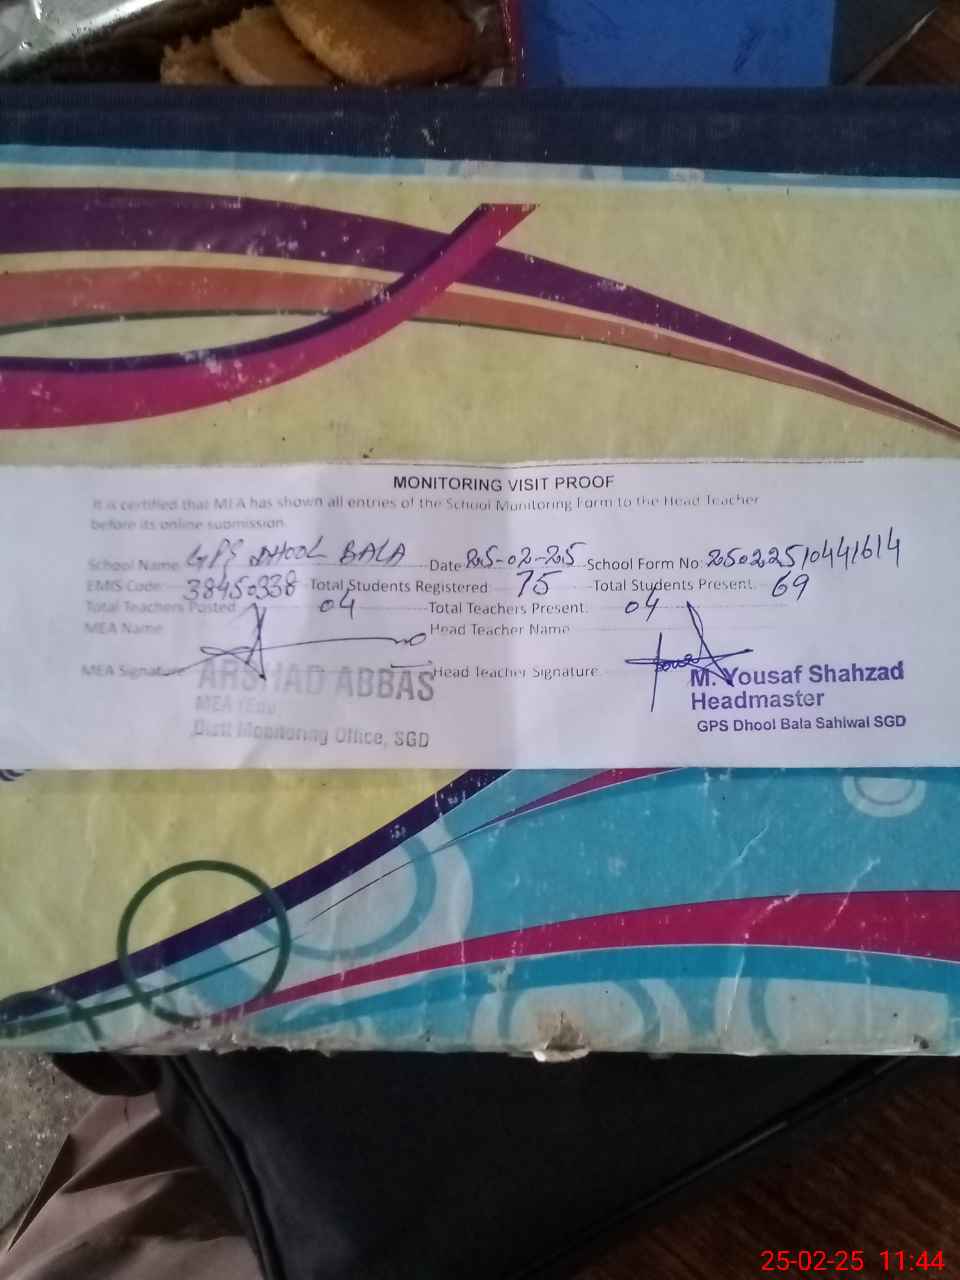 MONITORING VISIT PROOF
It is certified that MEA has shown all entries of the School Monitoring Form to the Head Teacher
before its online submission.
School Name GPS DHOOL BALA Date 25-02-25 School Form No: 25022510441614
EMIS Code: 38450338 Total Students Registered 75 Total Students Present. 69
Total Teachers Posted 04 Total Teachers Present. 04
MEA Name Head Teacher Name
MEA Signature Head Teacher Signature
ARSHAD ABBAS
MEA (Edu)
Distt Monitoring Office, SGD
M. Yousaf Shahzad
Headmaster
GPS Dhool Bala Sahiwal SGD
25-02-25 11:44